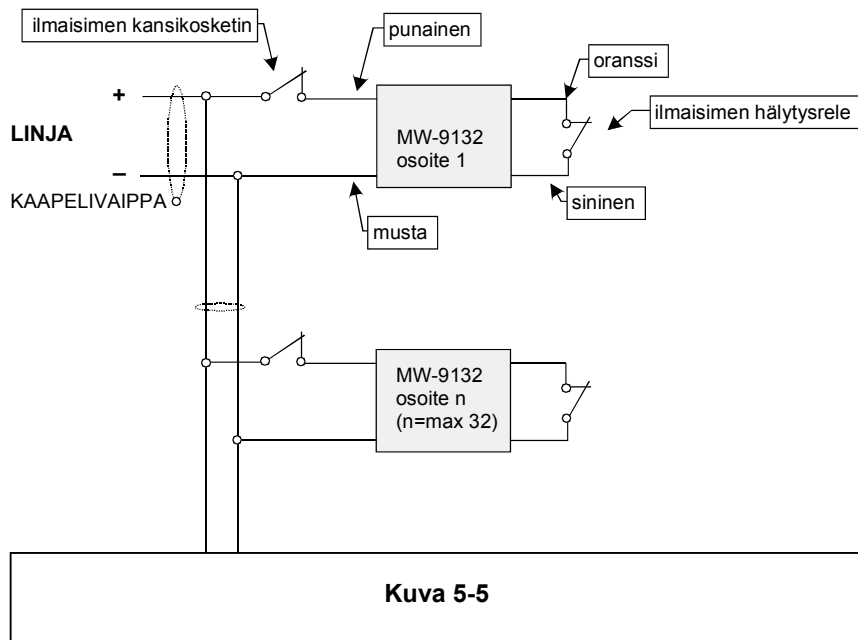 ilmaisimen kansikosketin
punainen
oranssi
+
LINJA
MW-9132
osoite 1
ilmaisimen hälytysrele
–
KAAPELIVAIPPA
musta
sininen
MW-9132
osoite n
(n=max 32)
Kuva 5-5